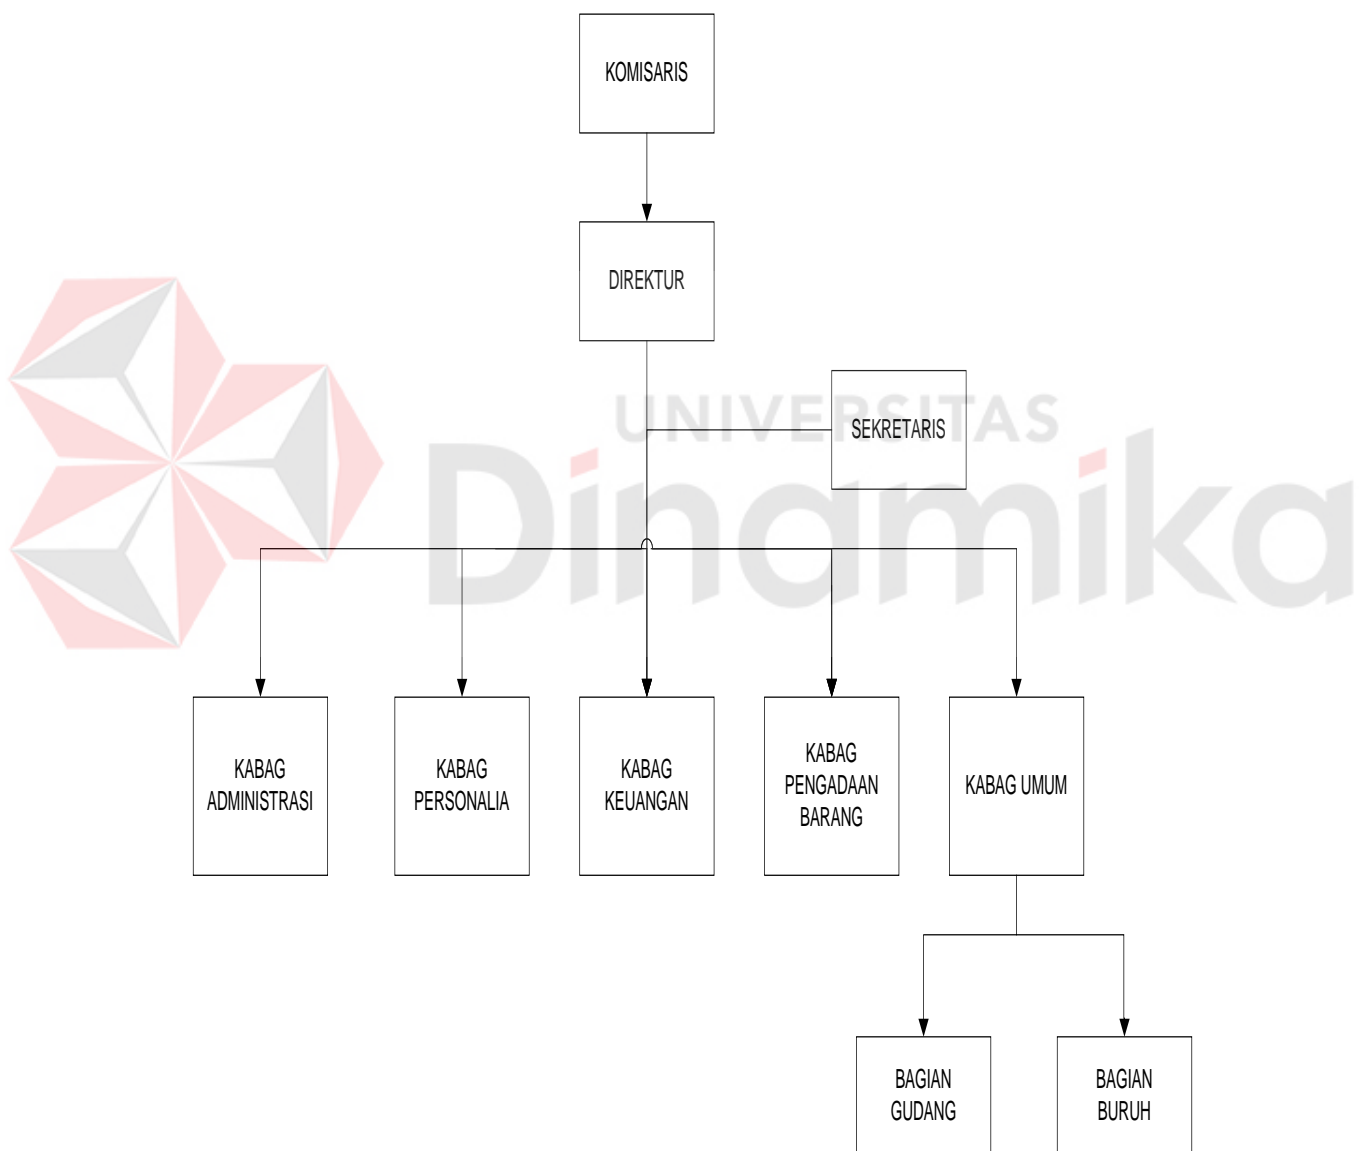 KOMISARIS
DIREKTUR
UNIVERSITAS
Dinamika
SEKRETARIS
KABAG
ADMINISTRASI
KABAG
PERSONALIA
KABAG
KEUANGAN
KABAG
PENGADAAN
BARANG
KABAG UMUM
BAGIAN
GUDANG
BAGIAN
BURUH